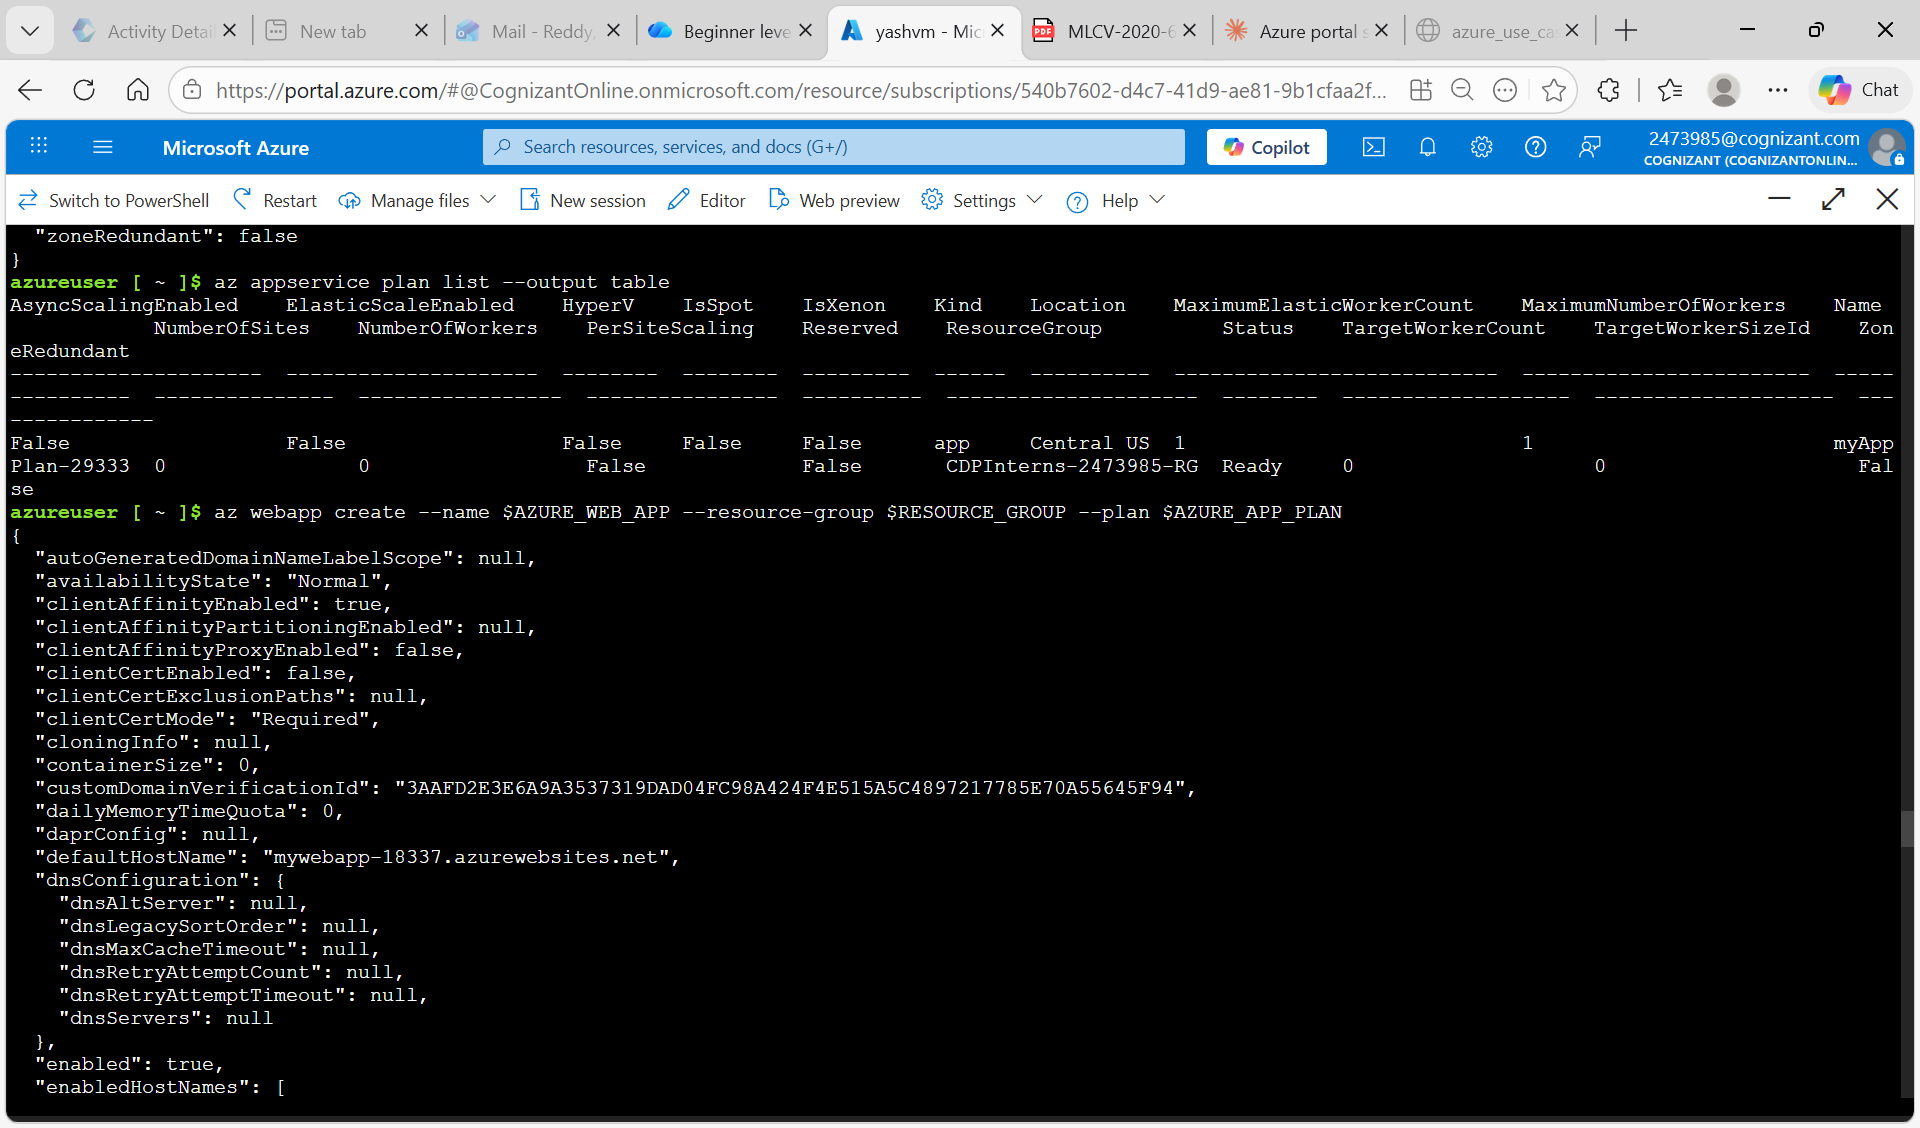 Activity Detai
New tab
Mail - Reddy,
Beginner leve
yashvm - Mic
MLCV-2020-6
Azure portal s
azure_use_ca
https://portal.azure.com/#@CognizantOnline.onmicrosoft.com/resource/subscriptions/540b7602-d4c7-41d9-ae81-9b1cfaa2f...
Chat
Microsoft Azure
Search resources, services, and docs (G+/)
Copilot
2473985@cognizant.com
COGNIZANT (COGNIZANTONLIN...
Switch to PowerShell
Restart
Manage files
New session
Editor
Web preview
Settings
Help
"zoneRedundant": false
}
azureuser [ ~ ]$ az appservice plan list --output table
AsyncScalingEnabled    ElasticScaleEnabled    HyperV    IsSpot    IsXenon    Kind    Location    MaximumElasticWorkerCount    MaximumNumberOfWorkers    Name
NumberOfSites    NumberOfWorkers    PerSiteScaling    Reserved    ResourceGroup    Status    TargetWorkerCount    TargetWorkerSizeId    Zon
eRedundant
---------------------  ---------------------  --------  --------  ---------  ------  ----------  ---------------------------  ------------------------  -----
----------  ---------------  -----------------  ----------------  ----------  ---------------------  --------  -------------------  --------------------  ---
------------
False    False    False    False    False    app    Central US  1    1    myApp
Plan-29333  0    0    False    False    CDPInterns-2473985-RG  Ready    0    0    Fal
se
azureuser [ ~ ]$ az webapp create --name $AZURE_WEB_APP --resource-group $RESOURCE_GROUP --plan $AZURE_APP_PLAN
{
"autoGeneratedDomainNameLabelScope": null,
"availabilityState": "Normal",
"clientAffinityEnabled": true,
"clientAffinityPartitioningEnabled": null,
"clientAffinityProxyEnabled": false,
"clientCertEnabled": false,
"clientCertExclusionPaths": null,
"clientCertMode": "Required",
"cloningInfo": null,
"containerSize": 0,
"customDomainVerificationId": "3AAFD2E3E6A9A3537319DAD04FC98A424F4E515A5C4897217785E70A55645F94",
"dailyMemoryTimeQuota": 0,
"daprConfig": null,
"defaultHostName": "mywebapp-18337.azurewebsites.net",
"dnsConfiguration": {
"dnsAltServer": null,
"dnsLegacySortOrder": null,
"dnsMaxCacheTimeout": null,
"dnsRetryAttemptCount": null,
"dnsRetryAttemptTimeout": null,
"dnsServers": null
},
"enabled": true,
"enabledHostNames": [